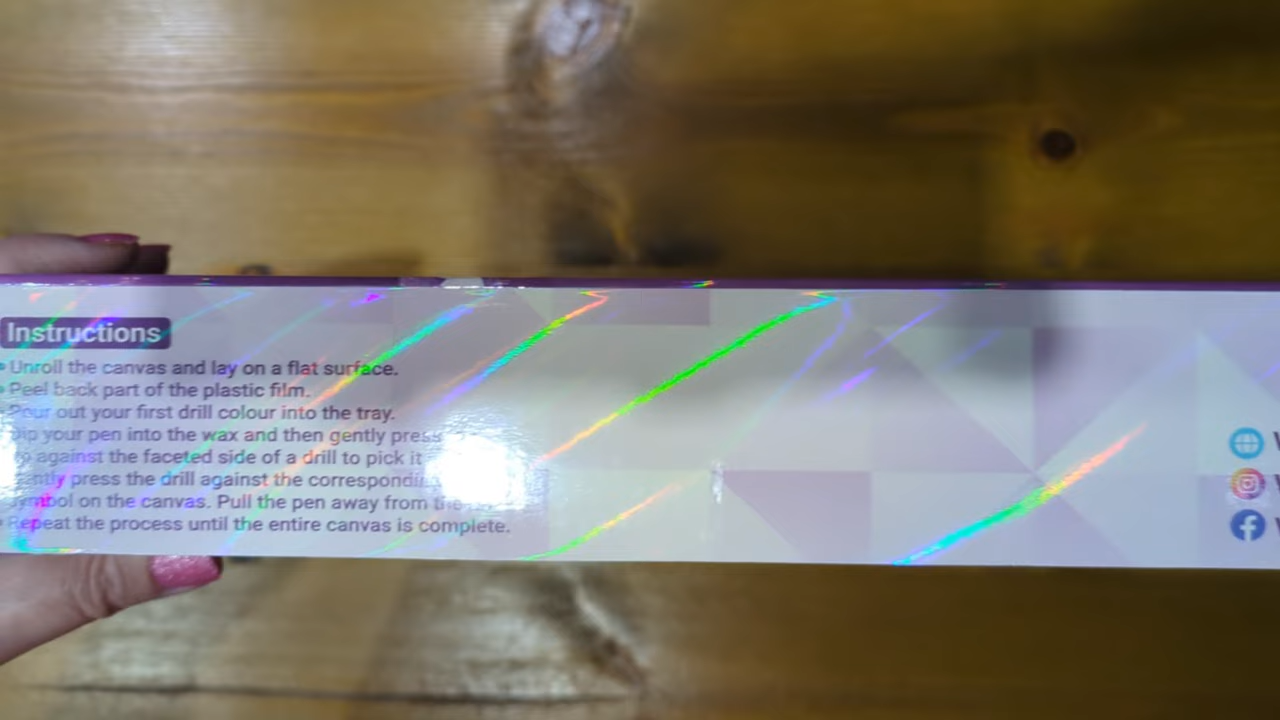 Instructions
Unroll the canvas and lay on a flat surface.
Peel back part of the plastic film.
Pour out your first drill colour into the tray.
Dip your pen into the wax and then gently press
against the faceted side of a drill to pick it
Gently press the drill against the
symbol on the canvas. Pull the pen away from
Repeat the process until the entire canvas is complete.